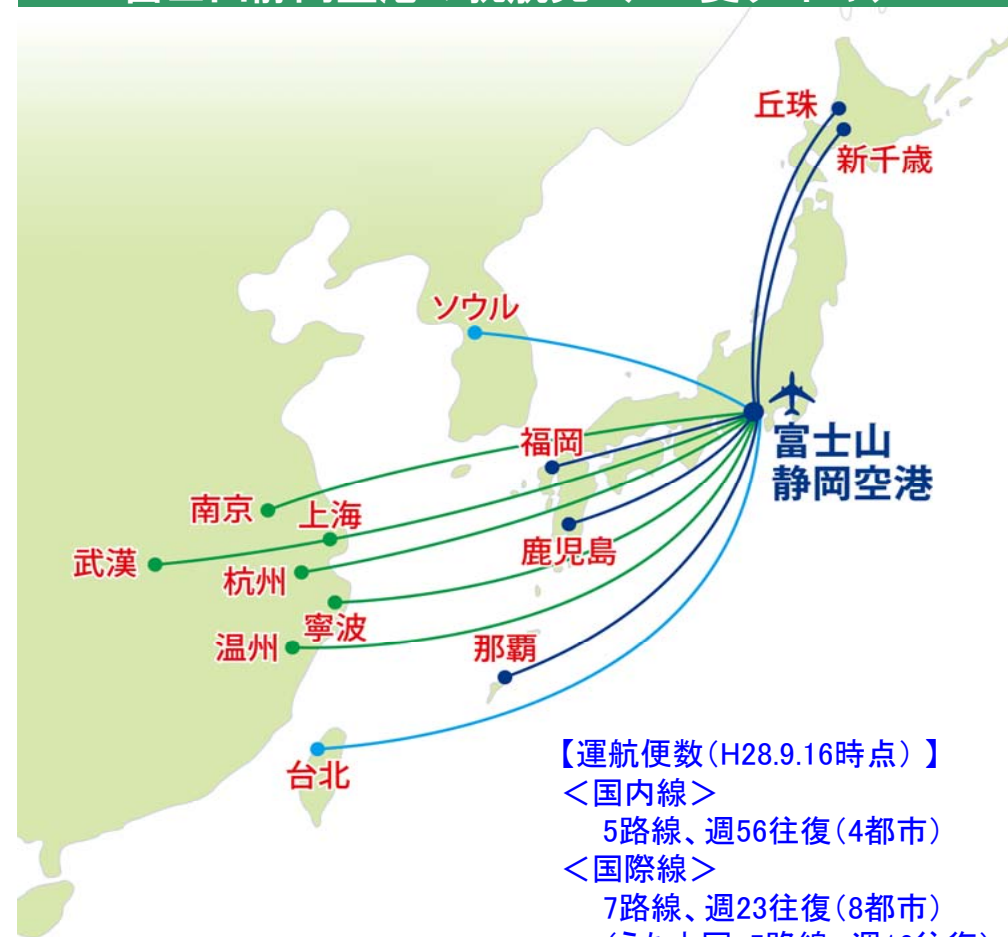 丘珠
新千歳
ソウル
福岡
富士山
静岡空港
南京
上海
武漢
杭州
鹿児島
寧波
温州
那覇
台北
【運航便数(H28.9.16時点) 】
<国内線>
5路線、週56往復(4都市)
<国際線>
7路線、週23往復(8都市)